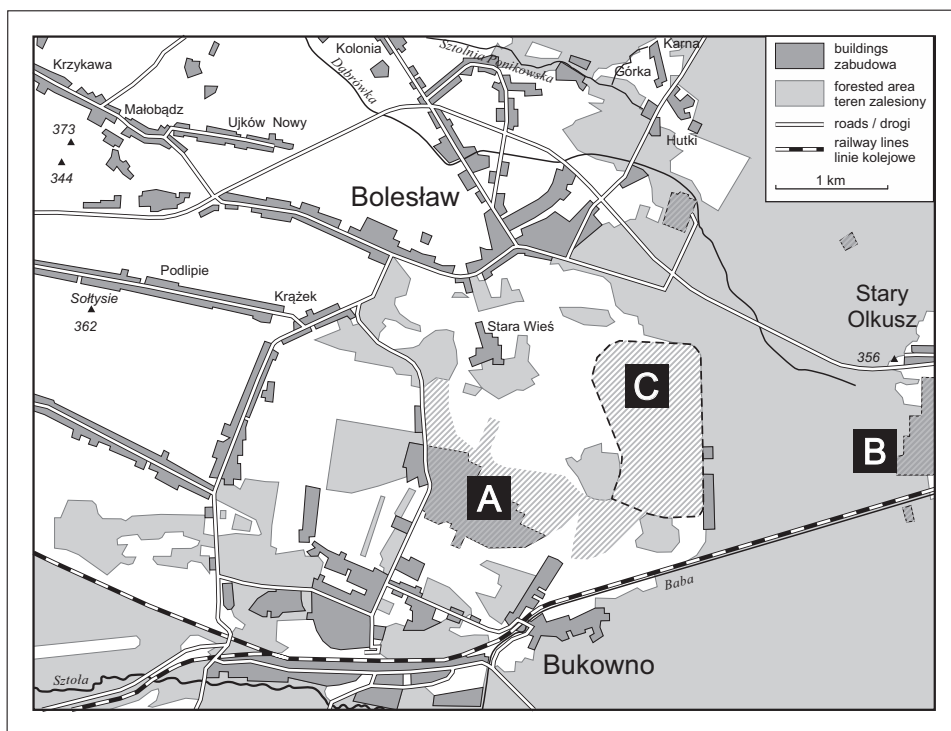 Kolonia
Sztolnia Ponikowska
Karna
Krzykawa
Dąbrówka
Górka
Małobądz
Ujków Nowy
373
344
Hutki
Bolesław
Podlipie
Sołtysie
362
Krążek
Stara Wieś
Stary
Olkusz
356
C
B
A
Baba
Bukowno
Sztoła
buildings
zabudowa
forested area
teren zalesiony
roads / drogi
railway lines
linie kolejowe
1 km